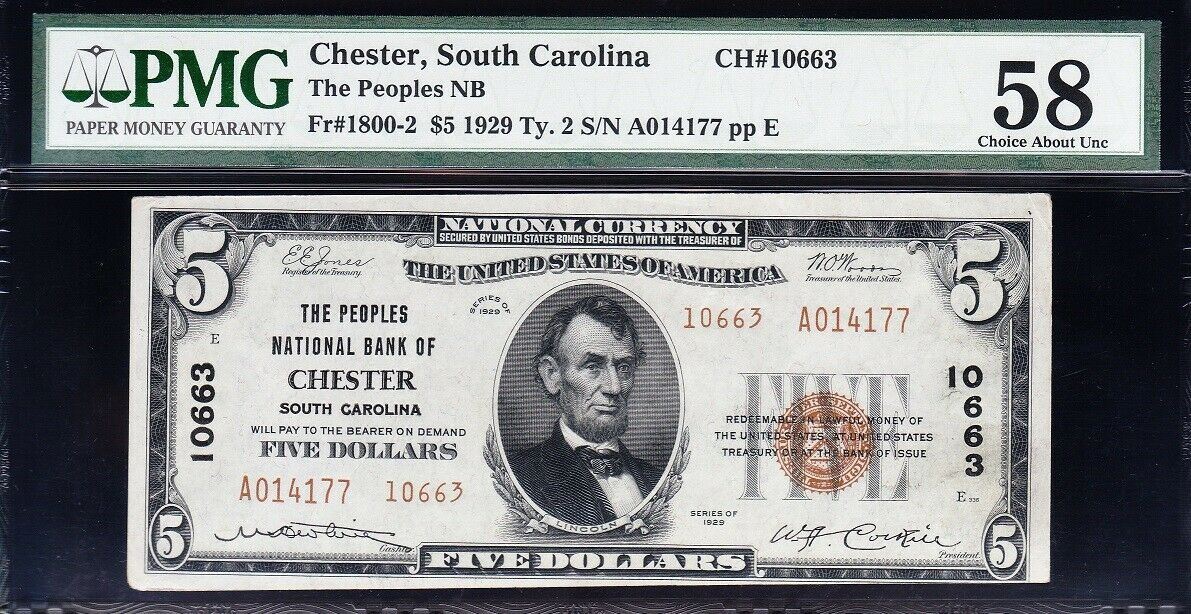 PMG
PAPER MONEY GUARANTY
Chester, South Carolina CH#10663
The Peoples NB
Fr#1800-2 $5 1929 Ty. 2 S/N A014177 pp E
58
Choice About Unc
NATIONAL CURRENCY
SECURED BY UNITED STATES BONDS DEPOSITED WITH THE TREASURER OF
THE UNITED STATES OF AMERICA
5
5
E.E. Jones
Register of the Treasury.
W.O. Woods
Treasurer of the United States.
SERIES OF
1929
THE PEOPLES
NATIONAL BANK OF
CHESTER
SOUTH CAROLINA
WILL PAY TO THE BEARER ON DEMAND
FIVE DOLLARS
E
10663
A014177 10663
10663 A014177
FIVE
REDEEMABLE IN LAWFUL MONEY OF
THE UNITED STATES AT UNITED STATES
TREASURY OR AT THE BANK OF ISSUE
10663
E 336
SERIES OF
1929
LINCOLN
Cashier
President.
5
FIVE DOLLARS
5